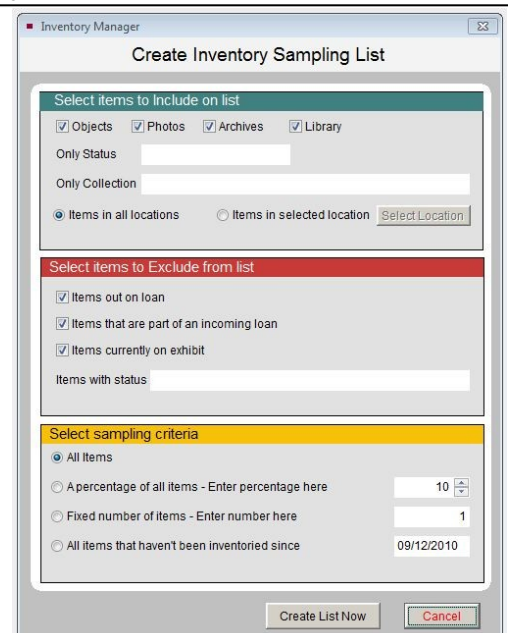 Inventory Manager
Create Inventory Sampling List
Select items to Include on list
Objects Photos Archives Library
Only Status
Only Collection
Items in all locations Items in selected location Select Location
Select items to Exclude from list
Items out on loan
Items that are part of an incoming loan
Items currently on exhibit
Items with status
Select sampling criteria
All Items
A percentage of all items - Enter percentage here 10
Fixed number of items - Enter number here 1
All items that haven't been inventoried since 09/12/2010
Create List Now Cancel